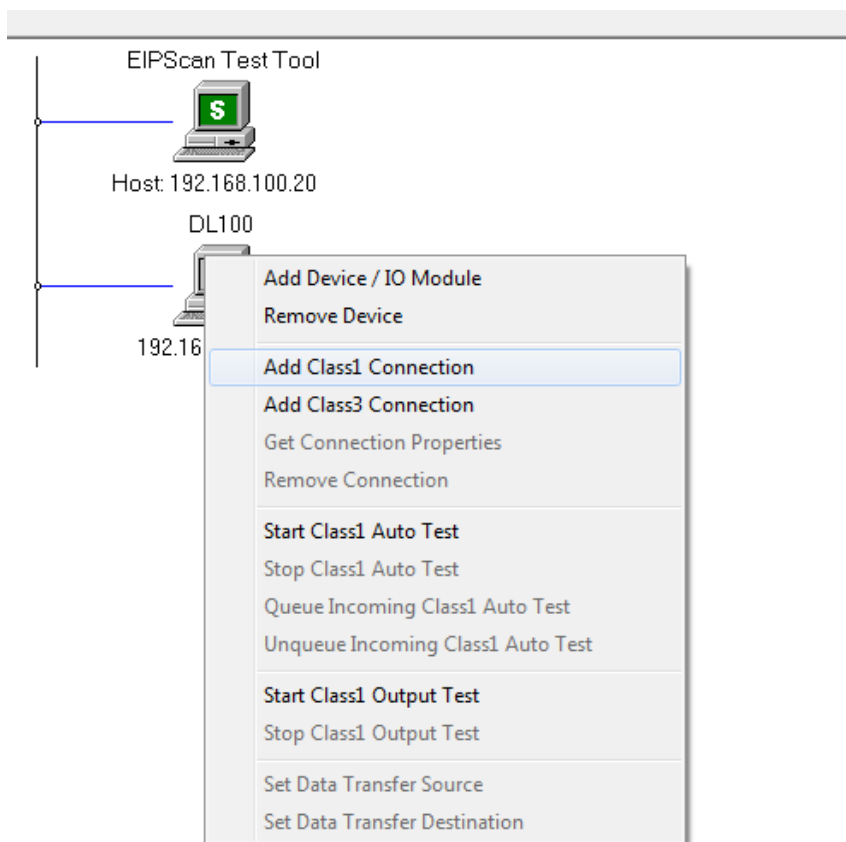 EIPScan Test Tool
S
Host: 192.168.100.20
DL100
192.16
Add Device / IO Module
Remove Device
Add Class1 Connection
Add Class3 Connection
Get Connection Properties
Remove Connection
Start Class1 Auto Test
Stop Class1 Auto Test
Queue Incoming Class1 Auto Test
Unqueue Incoming Class1 Auto Test
Start Class1 Output Test
Stop Class1 Output Test
Set Data Transfer Source
Set Data Transfer Destination